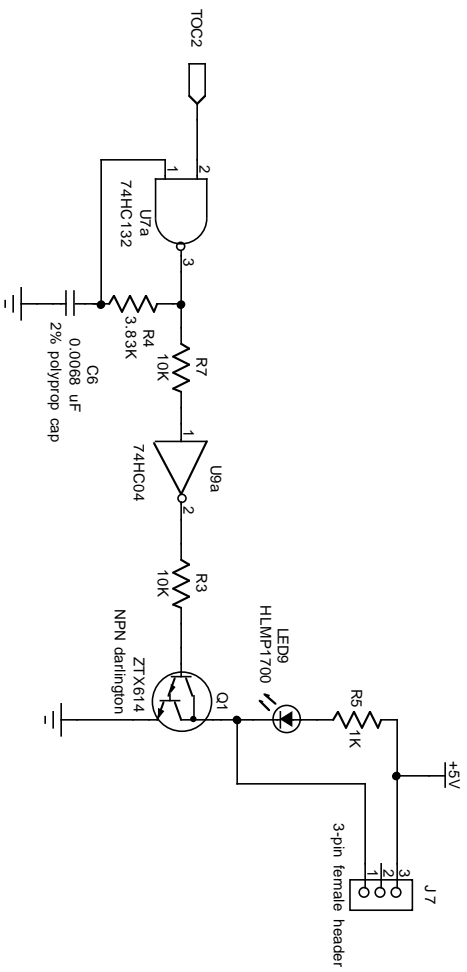 TOC2
1
2
U7a
74HC132
3
R4
3.83K
C6
0.0068 uF
2% polyprop cap
R7
10K
1
U9a
74HC04
2
R3
10K
LED9
HLMP1700
Q1
ZTX614
NPN darlington
R5
1K
+5V
J7
3
2
1
3-pin female header